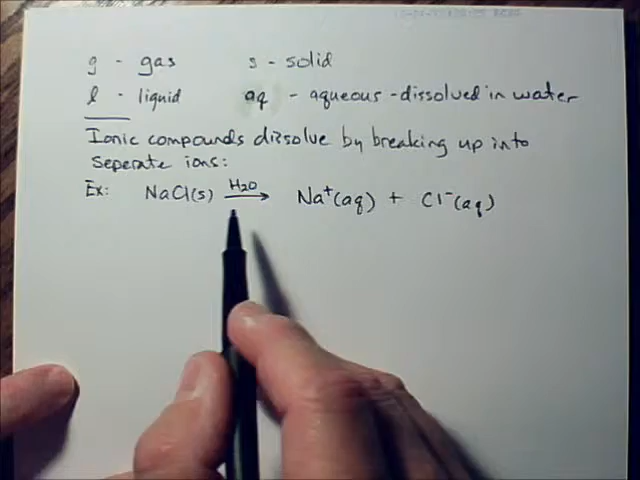 g - gas s - solid
l - liquid aq - aqueous - dissolved in water
Ionic compounds dissolve by breaking up into
seperate ions:
Ex: NaCl(s) —H₂O→ Na⁺(aq) + Cl⁻(aq)